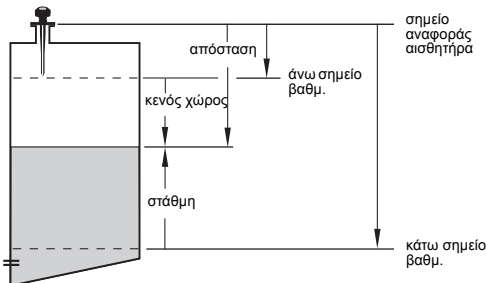 σημείο
αναφοράς
αισθητήρα
απόσταση
άνω σημείο
βαθμ.
κενός χώρος
στάθμη
κάτω σημείο
βαθμ.